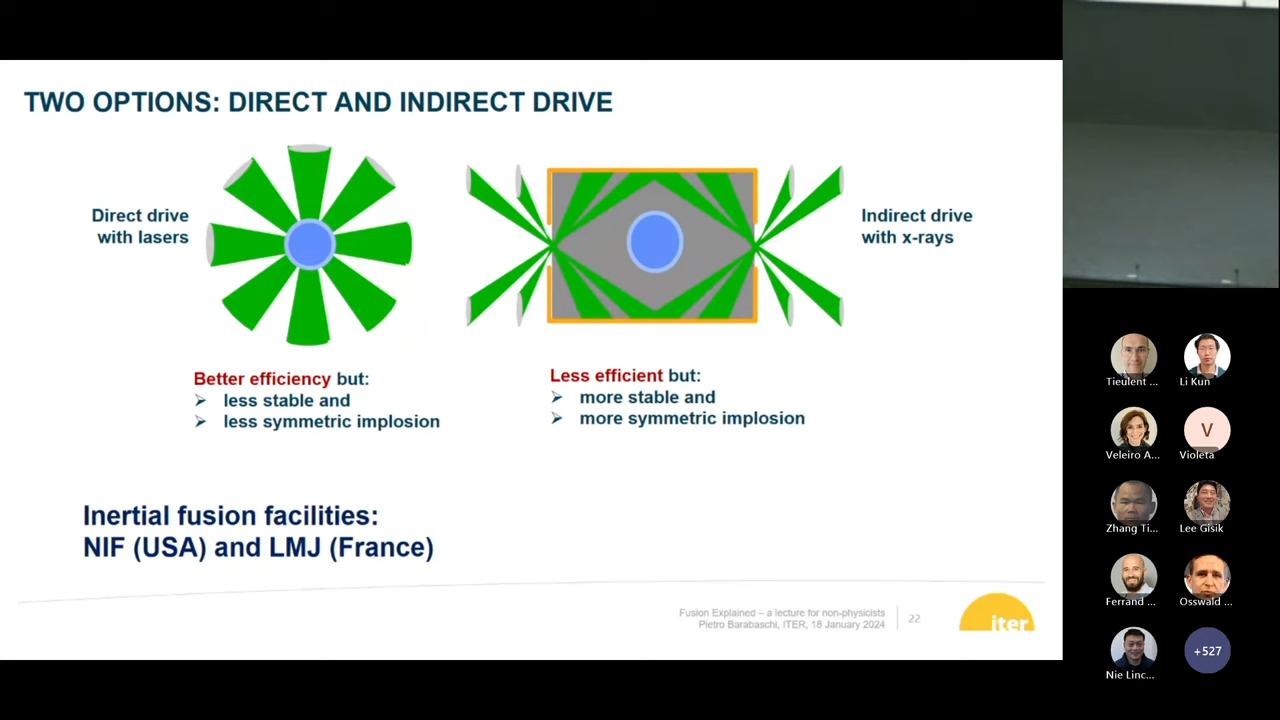 TWO OPTIONS: DIRECT AND INDIRECT DRIVE
Direct drive
with lasers
Indirect drive
with x-rays
Better efficiency but:
➢ less stable and
➢ less symmetric implosion
Less efficient but:
➢ more stable and
➢ more symmetric implosion
Inertial fusion facilities:
NIF (USA) and LMJ (France)
Fusion Explained – a lecture for non-physicists
Pietro Barabaschi, ITER, 18 January 2024
22
iter
Tieulent ...
Li Kun
Veleiro A...
V
Violeta
Zhang Ti...
Lee Gisik
Ferrand ...
Osswald ...
Nie Linc...
+527